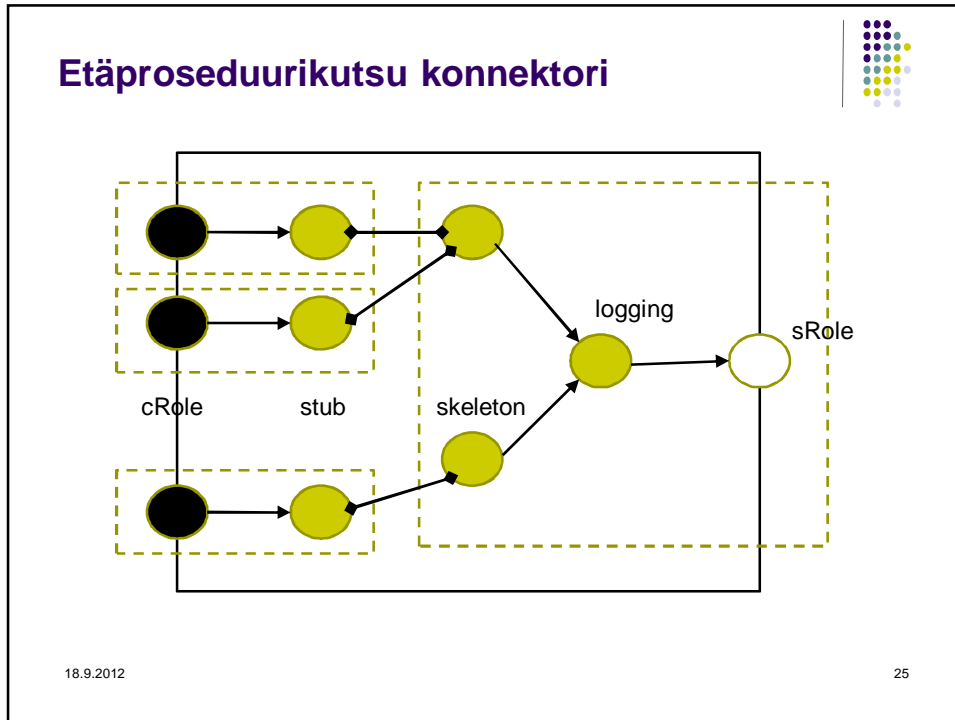 Etäproseduurikutsu konnektori
logging
sRole
cRole
stub
skeleton
18.9.2012
25